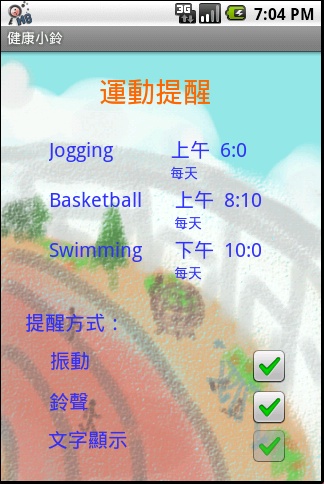 3G 7:04 PM
健康小鈴
運動提醒
Jogging 上午 6:0
每天
Basketball 上午 8:10
每天
Swimming 下午 10:0
每天
提醒方式：
振動
鈴聲
文字顯示